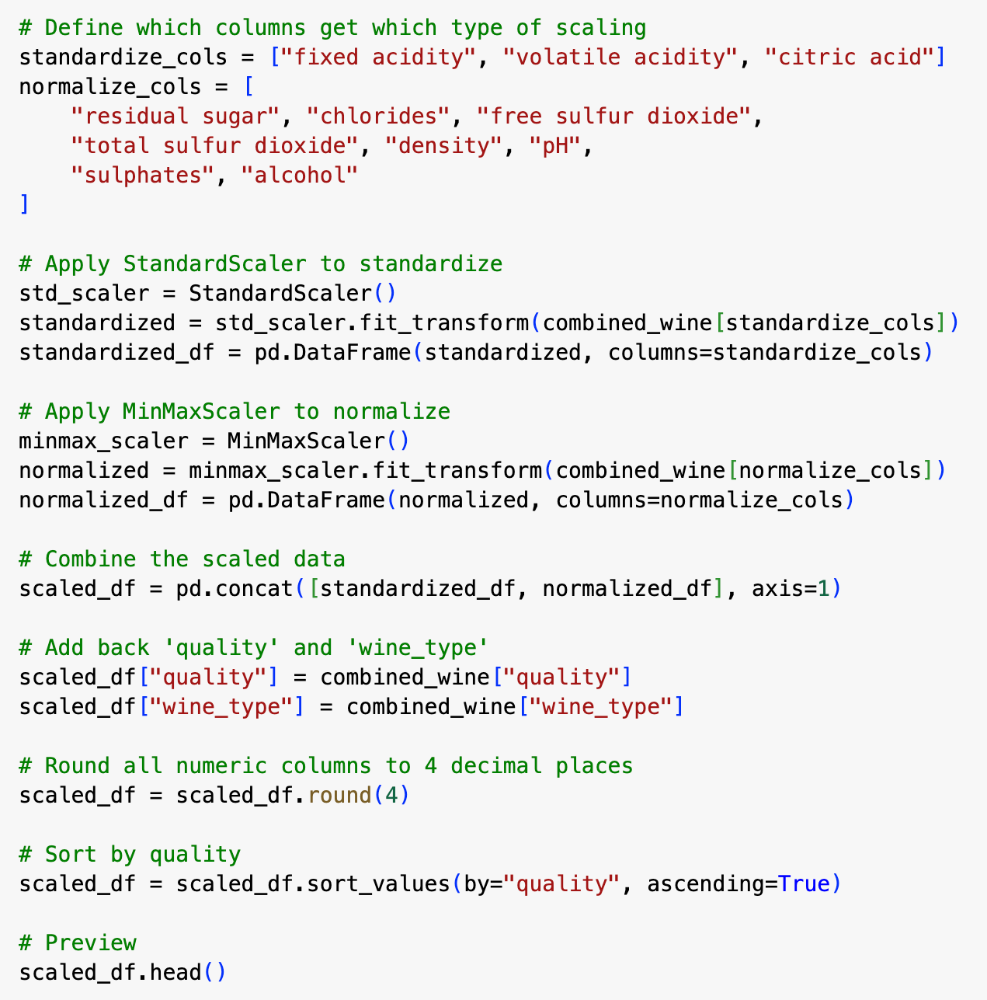 # Define which columns get which type of scaling
standardize_cols = ["fixed acidity", "volatile acidity", "citric acid"]
normalize_cols = [
    "residual sugar", "chlorides", "free sulfur dioxide",
    "total sulfur dioxide", "density", "pH",
    "sulphates", "alcohol"
]

# Apply StandardScaler to standardize
std_scaler = StandardScaler()
standardized = std_scaler.fit_transform(combined_wine[standardize_cols])
standardized_df = pd.DataFrame(standardized, columns=standardize_cols)

# Apply MinMaxScaler to normalize
minmax_scaler = MinMaxScaler()
normalized = minmax_scaler.fit_transform(combined_wine[normalize_cols])
normalized_df = pd.DataFrame(normalized, columns=normalize_cols)

# Combine the scaled data
scaled_df = pd.concat([standardized_df, normalized_df], axis=1)

# Add back 'quality' and 'wine_type'
scaled_df["quality"] = combined_wine["quality"]
scaled_df["wine_type"] = combined_wine["wine_type"]

# Round all numeric columns to 4 decimal places
scaled_df = scaled_df.round(4)

# Sort by quality
scaled_df = scaled_df.sort_values(by="quality", ascending=True)

# Preview
scaled_df.head()